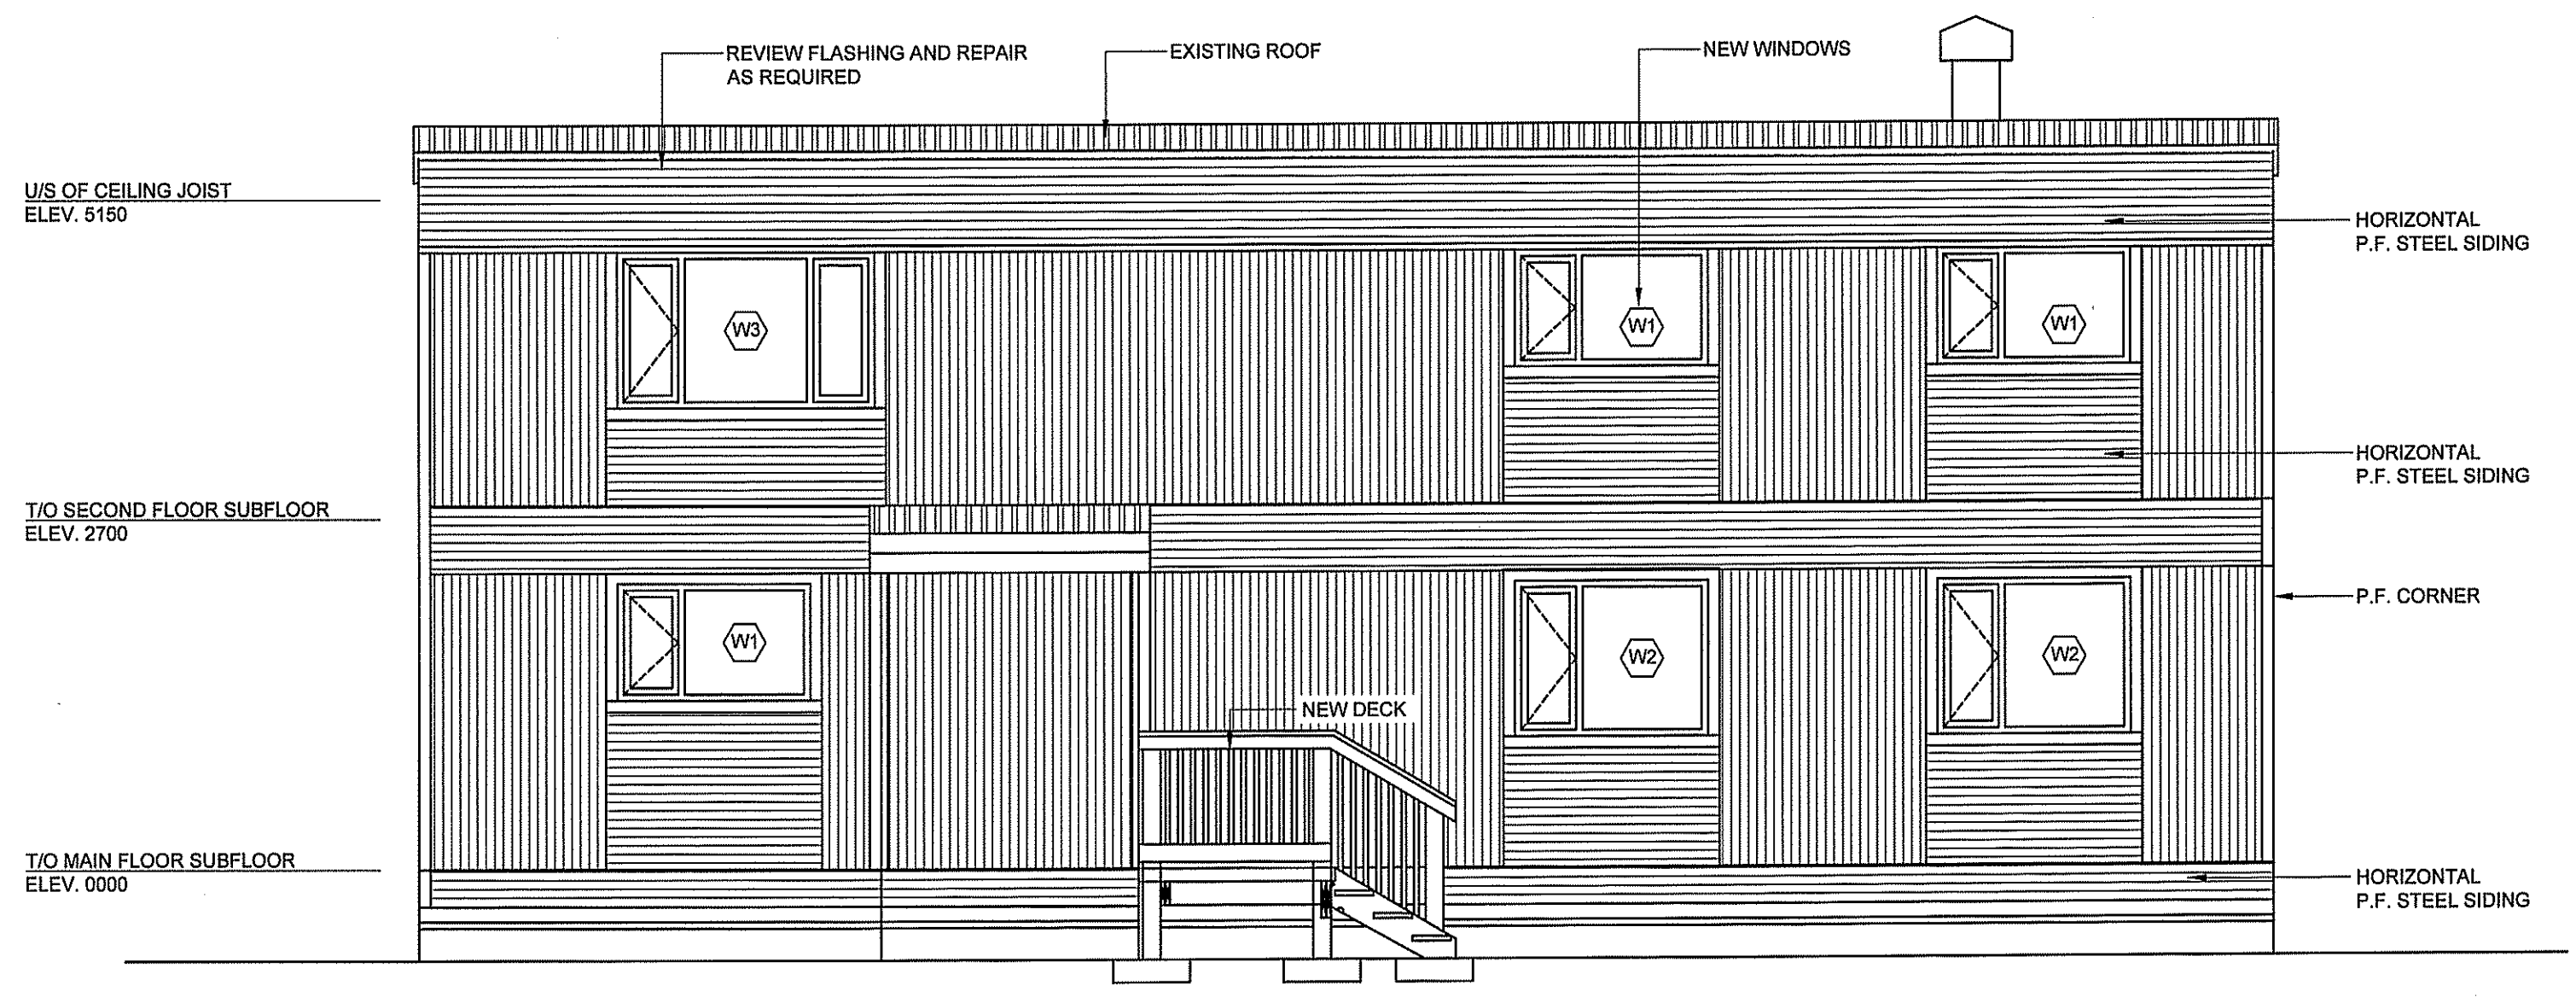 REVIEW FLASHING AND REPAIR
AS REQUIRED
EXISTING ROOF
NEW WINDOWS
U/S OF CEILING JOIST
ELEV. 5150
HORIZONTAL
P.F. STEEL SIDING
W3
W1
W1
HORIZONTAL
P.F. STEEL SIDING
T/O SECOND FLOOR SUBFLOOR
ELEV. 2700
P.F. CORNER
W1
W2
W2
NEW DECK
T/O MAIN FLOOR SUBFLOOR
ELEV. 0000
HORIZONTAL
P.F. STEEL SIDING